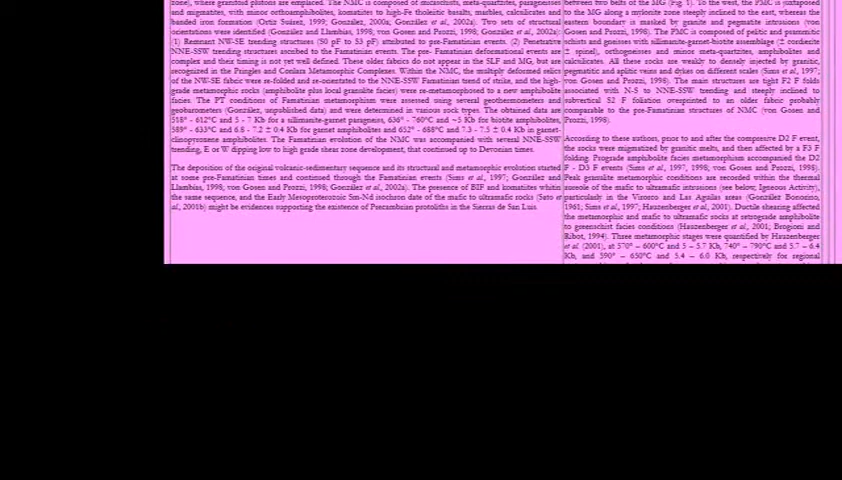 zone), where granitoid plutons are emplaced. The NMC is composed of micaschists, meta-quartzites, paragneisses
and migmatites, with minor orthoamphibolites, komatiites to high-Fe tholeiitic basalts, marbles, calcsilicates and
banded iron formation (Ortiz Suárez, 1999; González, 2000a; González et al., 2002a). Two sets of structural
orientations were identified (González and Llambías, 1998; von Gosen and Prozzi, 1998; González et al., 2002a):
(1) Remnant NW-SE trending structures (S0 pF to S3 pF) attributed to pre-Famatinian events. (2) Penetrative
NNE-SSW trending structures ascribed to the Famatinian events. The pre- Famatinian deformational events are
complex and their timing is not yet well defined. These older fabrics do not appear in the SLF and MG, but are
recognized in the Pringles and Conlara Metamorphic Complexes. Within the NMC, the multiply deformed relics
of the NW-SE fabric were re-folded and re-orientated to the NNE-SSW Famatinian trend of strike, and the high-
grade metamorphic rocks (amphibolite plus local granulite facies) were re-metamorphosed to a new amphibolite
facies. The PT conditions of Famatinian metamorphism were assessed using several geothermometers and
geobarometers (González, unpublished data) and were determined in various rock types. The obtained data are
518° - 612°C and 5 - 7 Kb for a sillimanite-garnet paragneiss, 636° - 760°C and ~5 Kb for biotite amphibolites,
589° - 633°C and 6.8 - 7.2 ± 0.4 Kb for garnet amphibolites and 652° - 688°C and 7.3 - 7.5 ± 0.4 Kb in garnet-
clinopyroxene amphibolites. The Famatinian evolution of the NMC was accompanied with several NNE-SSW
trending, E or W dipping low to high grade shear zone development, that continued up to Devonian times.
The deposition of the original volcanic-sedimentary sequence and its structural and metamorphic evolution started
at some pre-Famatinian times and continued through the Famatinian events (Sims et al., 1997; González and
Llambías, 1998; von Gosen and Prozzi, 1998; González et al., 2002a). The presence of BIF and komatiites whitin
the same sequence, and the Early Mesoproterozoic Sm-Nd isochron date of the mafic to ultramafic rocks (Sato et
al., 2001b) might be evidences supporting the existence of Precambrian protoliths in the Sierras de San Luis.
between two belts of the MG (Fig. 1). To the west, the PMC is juxtaposed
to the MG along a mylonite zone steeply inclined to the east, whereas the
eastern boundary is masked by granite and pegmatite intrusions (von
Gosen and Prozzi, 1998). The PMC is composed of pelitic and psammitic
schists and gneisses with sillimanite-garnet-biotite assemblage (± cordierite
± spinel), orthogneisses and minor meta-quartzites, amphibolites and
calcsilicates. All these rocks are weakly to densely injected by granitic,
pegmatitic and aplitic veins and dykes on different scales (Sims et al., 1997;
von Gosen and Prozzi, 1998). The main structures are tight F2 F folds
associated with N-S to NNE-SSW trending and steeply inclined to
subvertical S2 F foliation overprinted to an older fabric probably
comparable to the pre-Famatinian structures of NMC (von Gosen and
Prozzi, 1998).
According to these authors, prior to and after the compressive D2 F event,
the rocks were migmatized by granitic melts, and then affected by a F3 F
folding. Prograde amphibolite facies metamorphism accompanied the D2
F - D3 F events (Sims et al., 1997, 1998; von Gosen and Prozzi, 1998).
Peak granulite metamorphic conditions are recorded within the thermal
aureole of the mafic to ultramafic intrusions (see below, Igneous Activity),
particularly in the Virorco and Las Aguilas areas (González Bonorino,
1961; Sims et al., 1997; Hauzenberger et al., 2001). Ductile shearing affected
the metamorphic and mafic to ultramafic rocks at retrograde amphibolite
to greenschist facies conditions (Hauzenberger et al., 2001; Brogioni and
Ribot, 1994). Three metamorphic stages were quantified by Hauzenberger
et al. (2001), at 570° - 600°C and 5 - 5.7 Kb, 740° - 790°C and 5.7 - 6.4
Kb, and 590° - 650°C and 5.4 - 6.0 Kb, respectively for regional